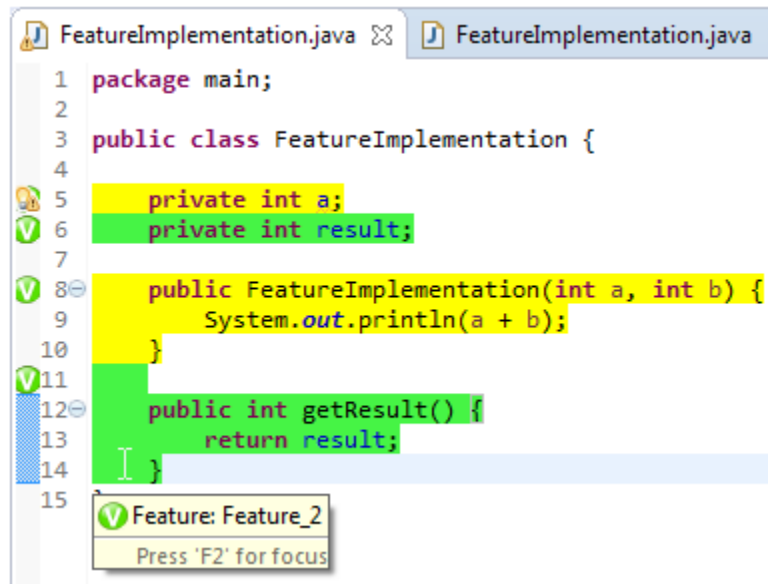 FeatureImplementation.java FeatureImplementation.java
1 package main;
2
3 public class FeatureImplementation {
4
5 private int a;
6 private int result;
7
8 public FeatureImplementation(int a, int b) {
9 System.out.println(a + b);
10 }
11
12 public int getResult() {
13 return result;
14 }
15
V Feature: Feature_2
Press 'F2' for focus